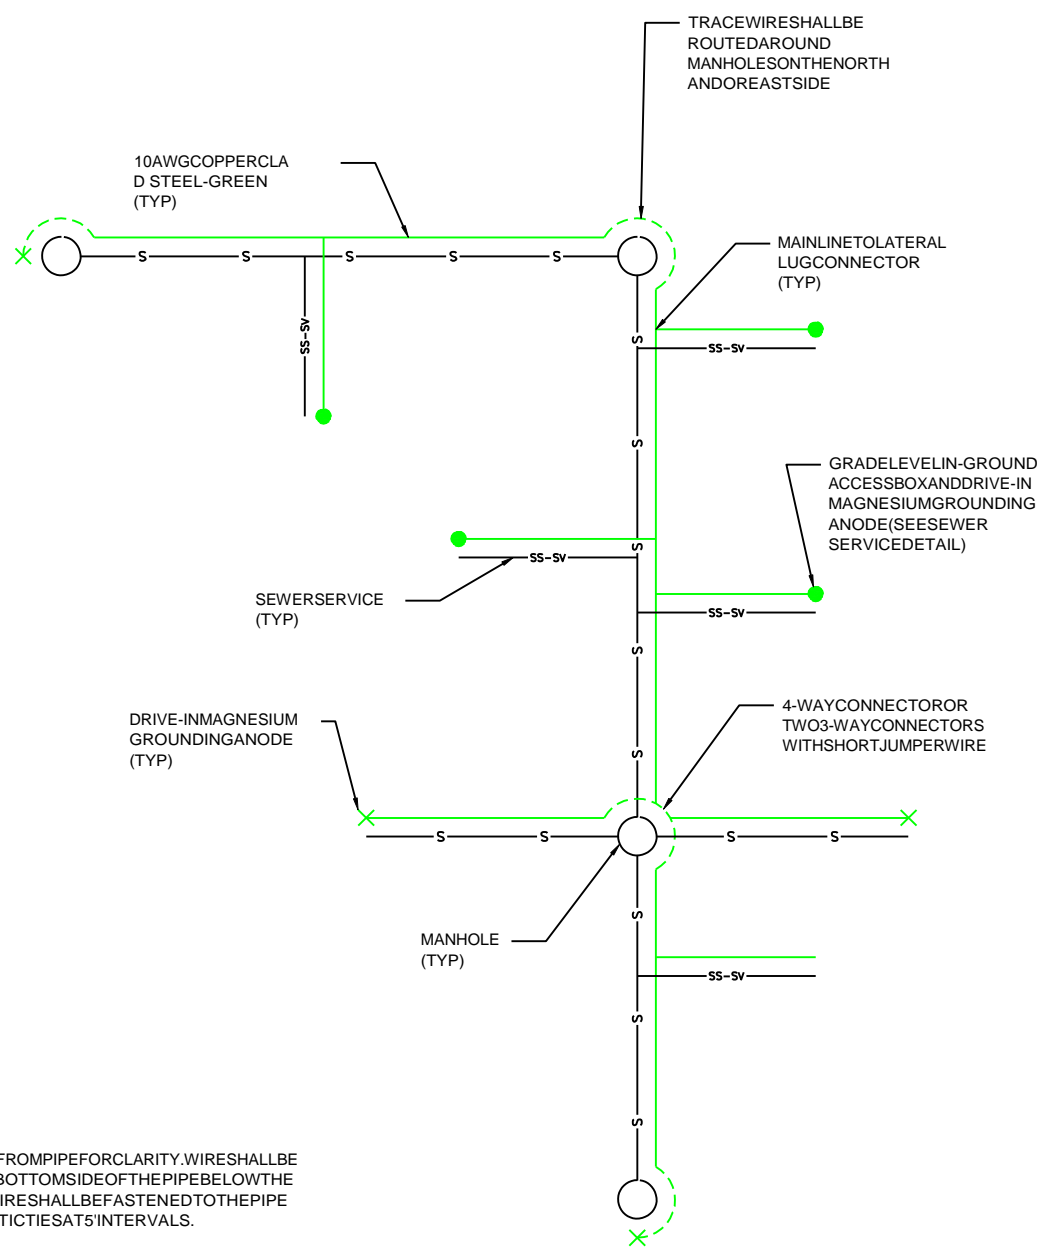 TRACEWIRESHALLBE
ROUTEDAROUND
MANHOLESONTHENORTH
ANDOREASTSIDE
10AWGCOPPERCLA
D STEEL-GREEN
(TYP)
S S S S S
MAINLINETOLATERAL
LUGCONNECTOR
(TYP)
SS-SV
S
SS-SV
S
GRADELEVELIN-GROUND
ACCESSBOXANDDRIVE-IN
MAGNESIUMGROUNDING
ANODE(SEESEWER
SERVICEDETAIL)
S
SS-SV
SEWERSERVICE
(TYP)
SS-SV
S
4-WAYCONNECTOROR
TWO3-WAYCONNECTORS
WITHSHORTJUMPERWIRE
DRIVE-INMAGNESIUM
GROUNDINGANODE
(TYP)
S
S S S S
S
MANHOLE
(TYP)
SS-SV
S
S
FROMPIPEFORCLARITY.WIRESHALLBE
BOTTOMSIDEOFTHEPIPEBELOWTHE
IRESHALLBEFASTENEDTOTHEPIPE
TICTIESAT5'INTERVALS.